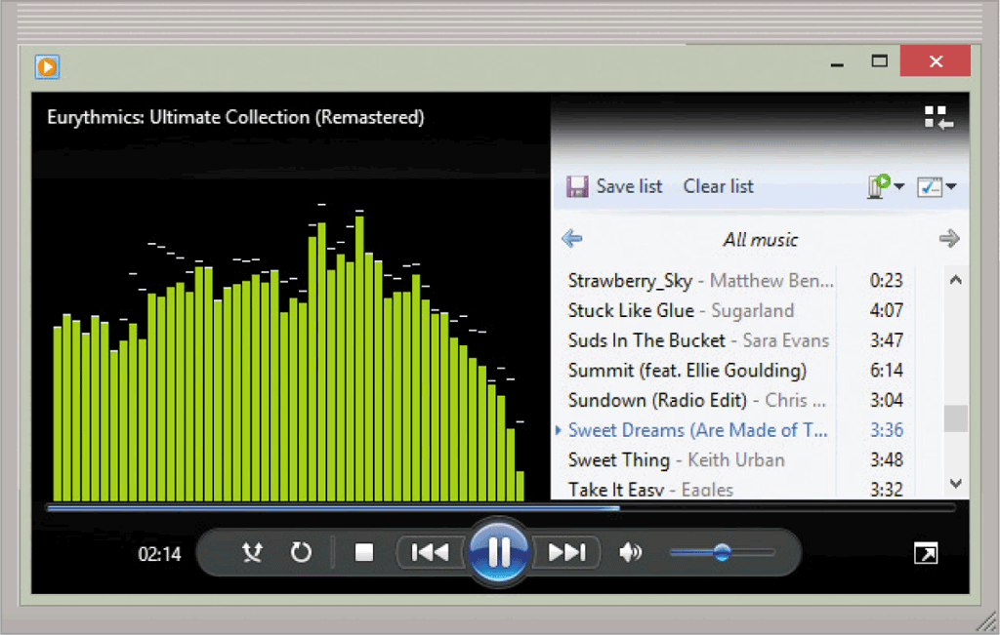 Eurythmics: Ultimate Collection (Remastered)
Save list Clear list
All music
Strawberry_Sky - Matthew Ben... 0:23
Stuck Like Glue - Sugarland 4:07
Suds In The Bucket - Sara Evans 3:47
Summit (feat. Ellie Goulding) 6:14
Sundown (Radio Edit) - Chris ... 3:04
Sweet Dreams (Are Made of T... 3:36
Sweet Thing - Keith Urban 3:48
Take It Easy - Eagles 3:32
02:14